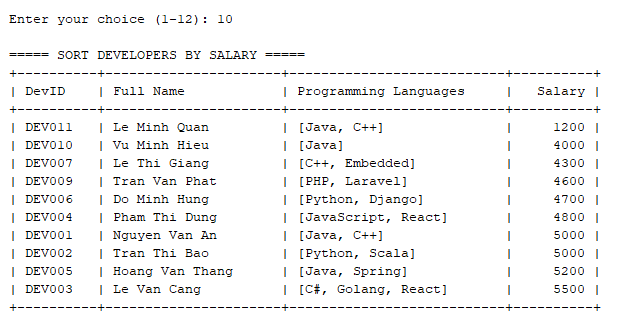 Enter your choice (1-12): 10
===== SORT DEVELOPERS BY SALARY =====
+----------+----------------------+----------------------------+----------+
| DevID    | Full Name            | Programming Languages      |   Salary |
+----------+----------------------+----------------------------+----------+
| DEV011   | Le Minh Quan         | [Java, C++]                |     1200 |
| DEV010   | Vu Minh Hieu         | [Java]                     |     4000 |
| DEV007   | Le Thi Giang         | [C++, Embedded]            |     4300 |
| DEV009   | Tran Van Phat        | [PHP, Laravel]             |     4600 |
| DEV006   | Do Minh Hung         | [Python, Django]           |     4700 |
| DEV004   | Pham Thi Dung        | [JavaScript, React]        |     4800 |
| DEV001   | Nguyen Van An        | [Java, C++]                |     5000 |
| DEV002   | Tran Thi Bao         | [Python, Scala]            |     5000 |
| DEV005   | Hoang Van Thang      | [Java, Spring]             |     5200 |
| DEV003   | Le Van Cang          | [C#, Golang, React]        |     5500 |
+----------+----------------------+----------------------------+----------+